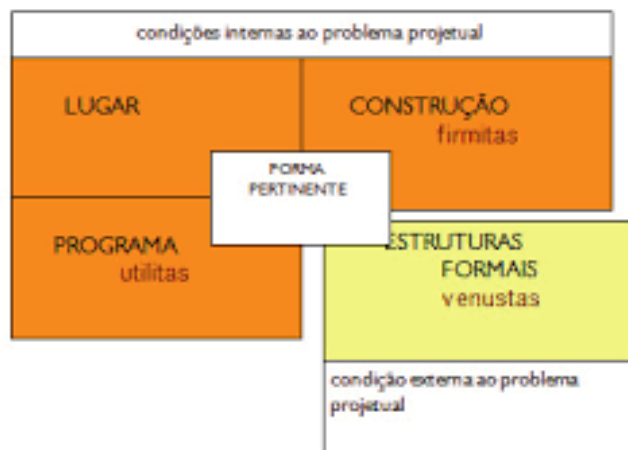 condições internas ao problema projetual
LUGAR
CONSTRUÇÃO
firmitas
FORMA
PERTINENTE
PROGRAMA
utilitas
ESTRUTURAS
FORMAIS
venustas
condição externa ao problema
projetual